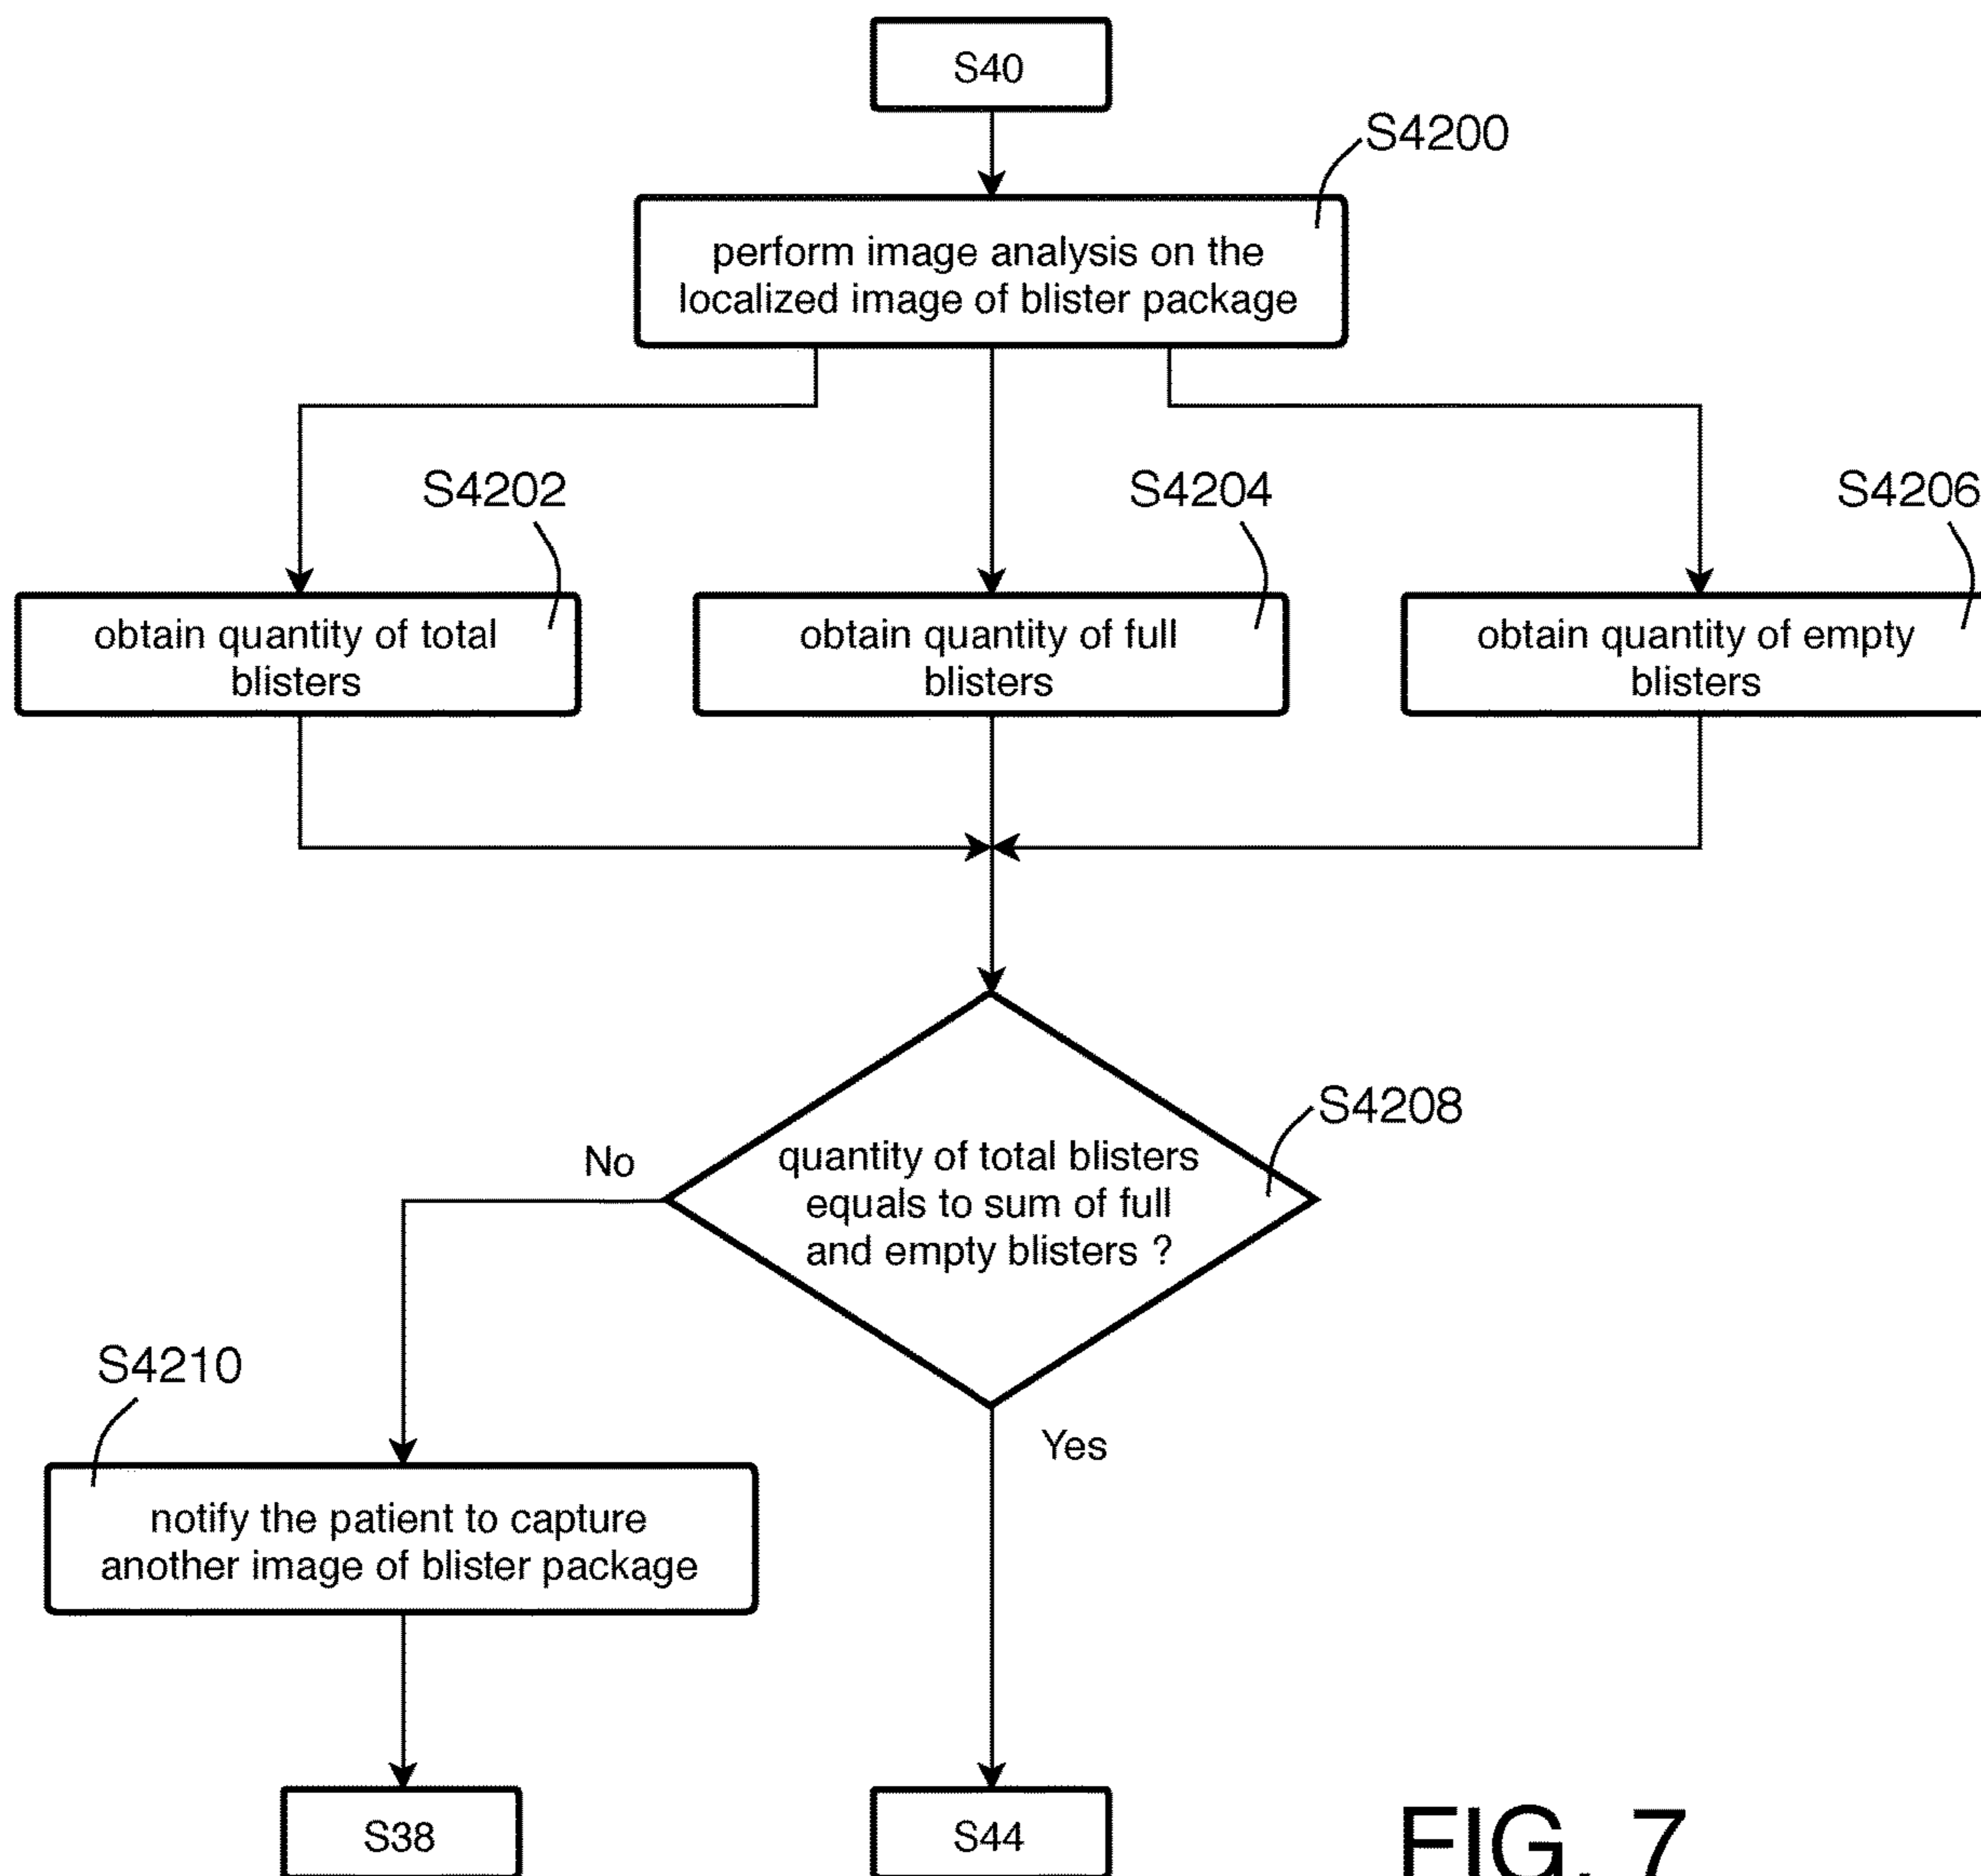 S40
S4200
perform image analysis on the
localized image of blister package
S4202
S4204
S4206
obtain quantity of total
blisters
obtain quantity of full
blisters
obtain quantity of empty
blisters
S4208
No
quantity of total blisters
equals to sum of full
and empty blisters ?
S4210
Yes
notify the patient to capture
another image of blister package
S38
S44
FIG. 7